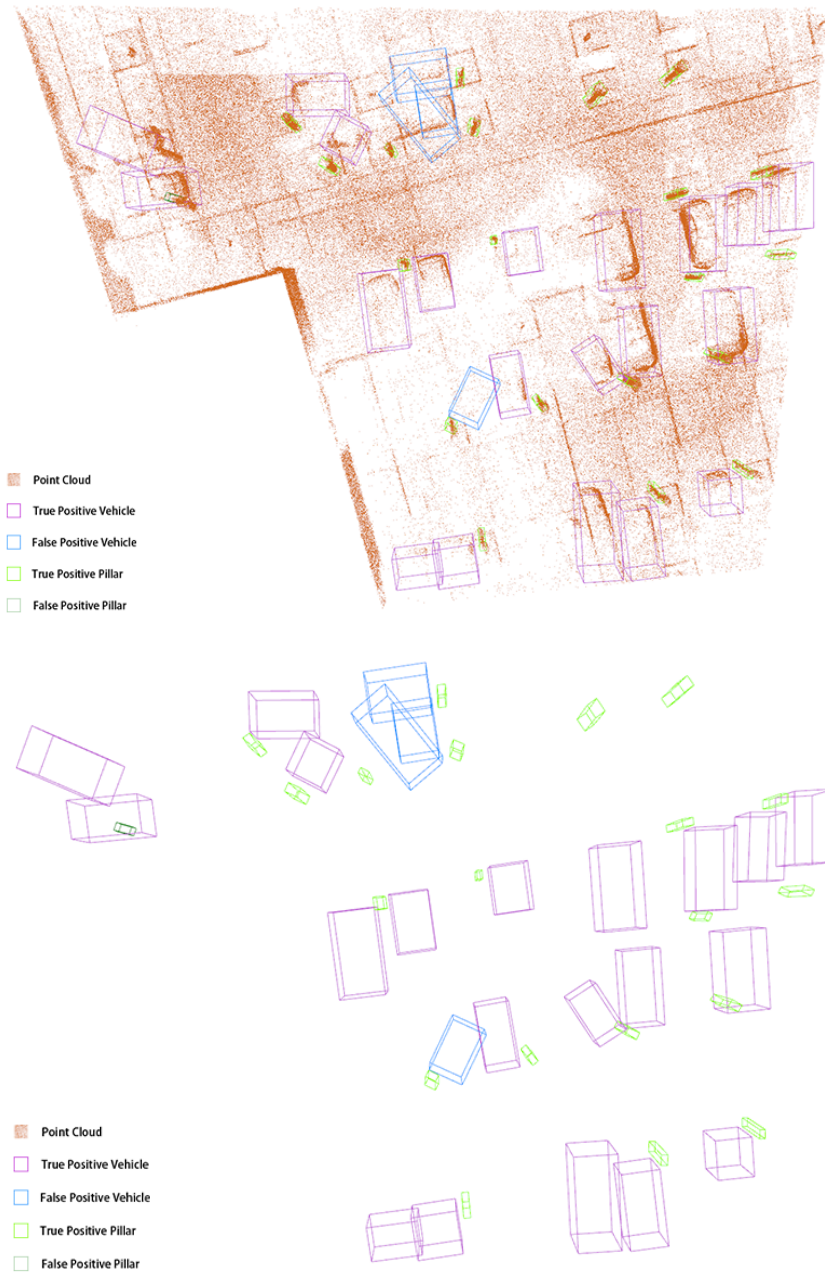 Point Cloud
True Positive Vehicle
False Positive Vehicle
True Positive Pillar
False Positive Pillar
Point Cloud
True Positive Vehicle
False Positive Vehicle
True Positive Pillar
False Positive Pillar